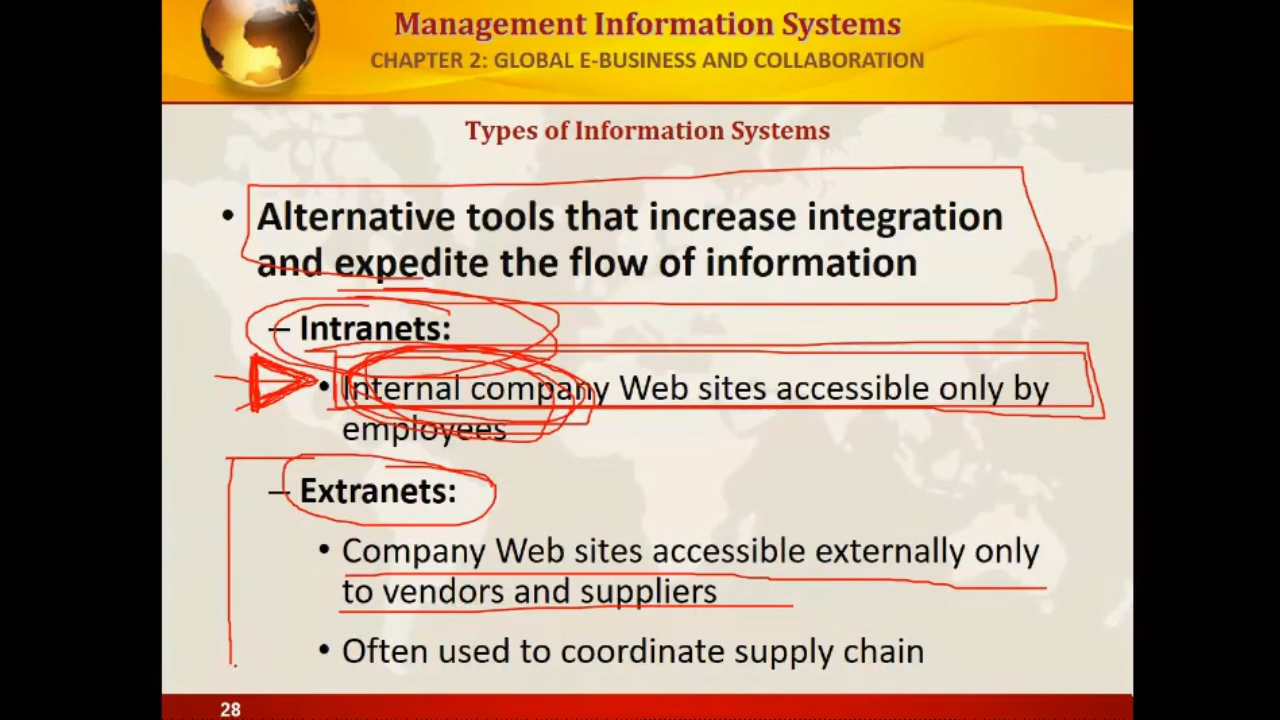 Management Information Systems
CHAPTER 2: GLOBAL E-BUSINESS AND COLLABORATION
Types of Information Systems
• Alternative tools that increase integration
and expedite the flow of information
– Intranets:
• Internal company Web sites accessible only by
employees
– Extranets:
• Company Web sites accessible externally only
to vendors and suppliers
• Often used to coordinate supply chain
28